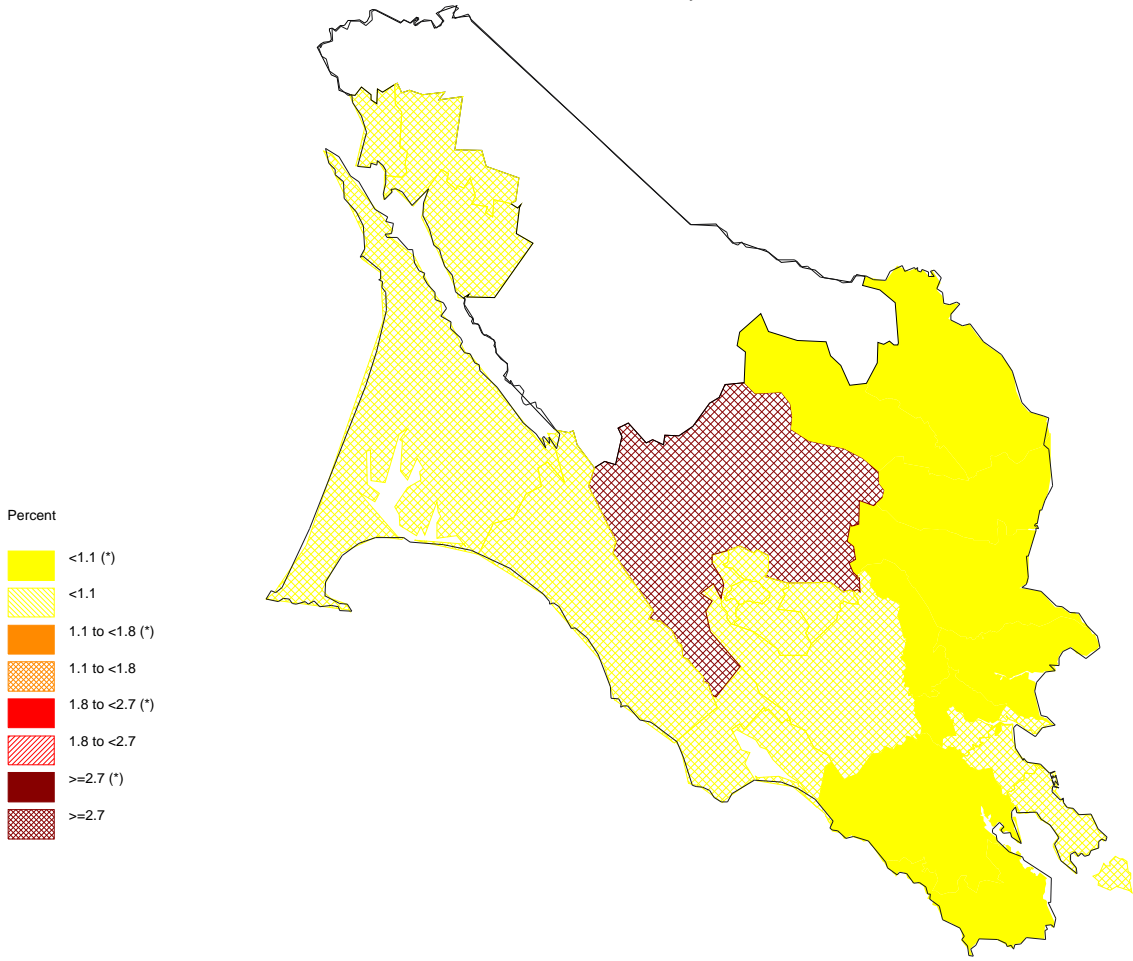 Percent
<1.1 (*)
<1.1
1.1 to <1.8 (*)
1.1 to <1.8
1.8 to <2.7 (*)
1.8 to <2.7
>=2.7 (*)
>=2.7